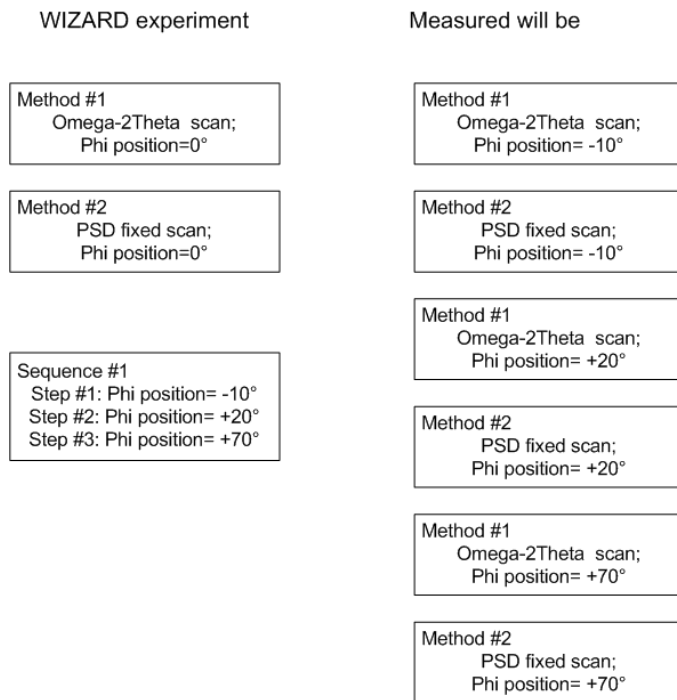 WIZARD experiment
Method #1
Omega-2Theta scan;
Phi position=0°
Method #2
PSD fixed scan;
Phi position=0°
Sequence #1
Step #1: Phi position= -10°
Step #2: Phi position= +20°
Step #3: Phi position= +70°
Measured will be
Method #1
Omega-2Theta scan;
Phi position= -10°
Method #2
PSD fixed scan;
Phi position= -10°
Method #1
Omega-2Theta scan;
Phi position= +20°
Method #2
PSD fixed scan;
Phi position= +20°
Method #1
Omega-2Theta scan;
Phi position= +70°
Method #2
PSD fixed scan;
Phi position= +70°